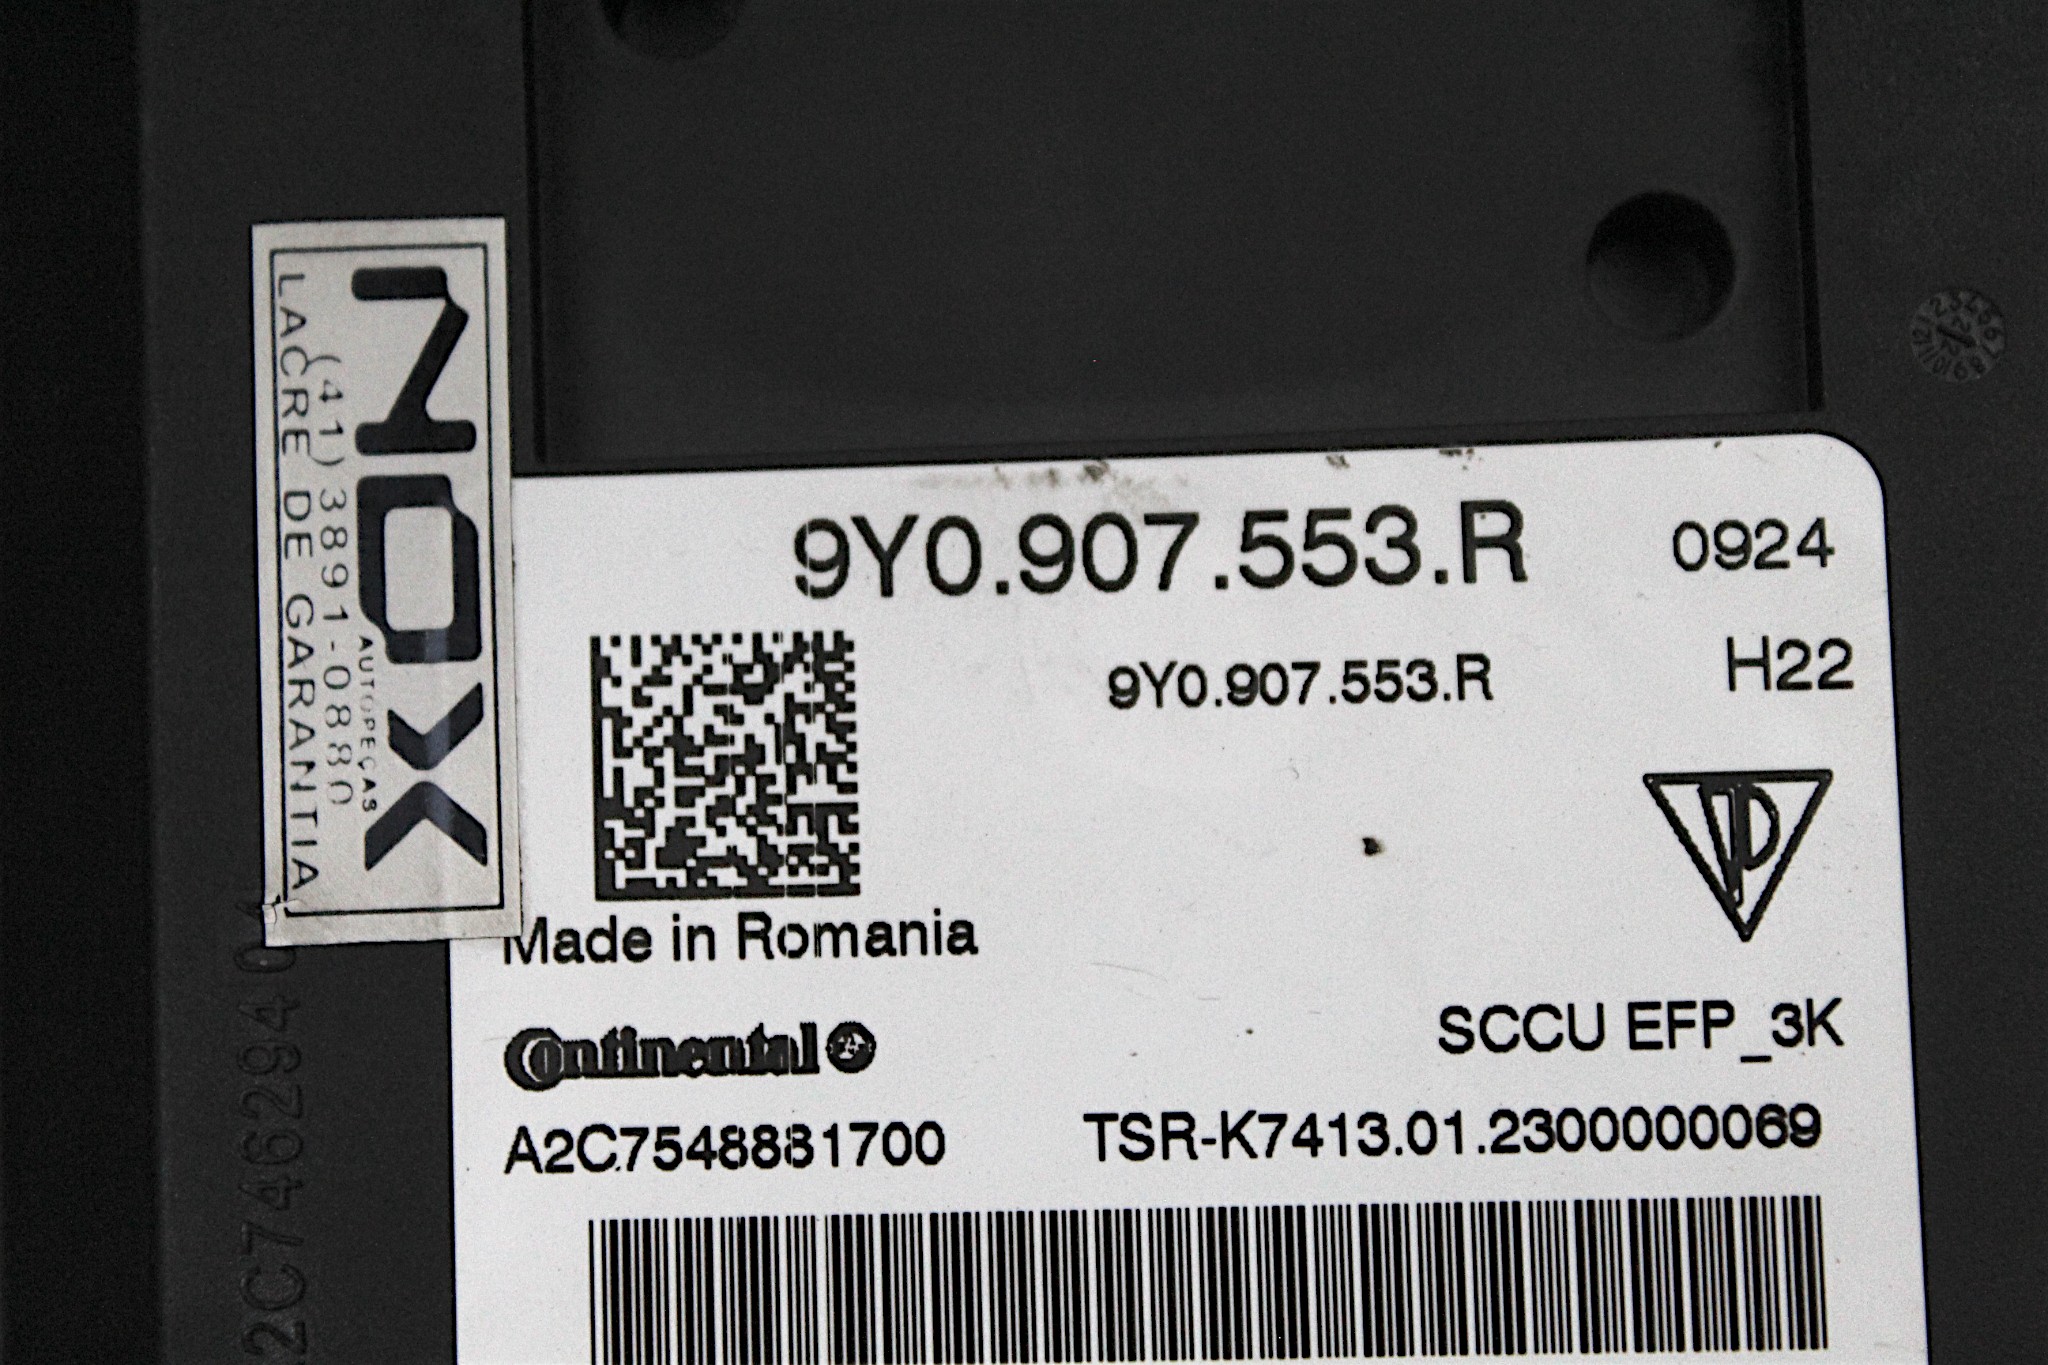 9Y0.907.553.R
0924
9Y0.907.553.R
H22
Made in Romania
Continental
SCCU EFP_3K
A2C7548881700
TSR-K7413.01.2300000069
NOX
AUTOPEÇAS
(41)3891-0880
LACRE DE GARANTIA